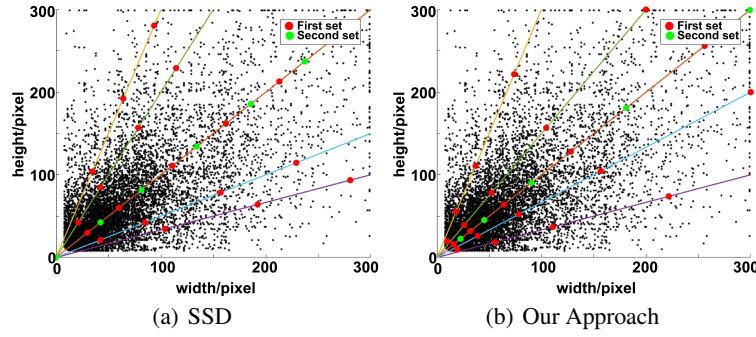 300
200
100
0
height/pixel
0
100
200
300
width/pixel
First set
Second set
(a) SSD
300
200
100
0
height/pixel
0
100
200
300
width/pixel
First set
Second set
(b) Our Approach